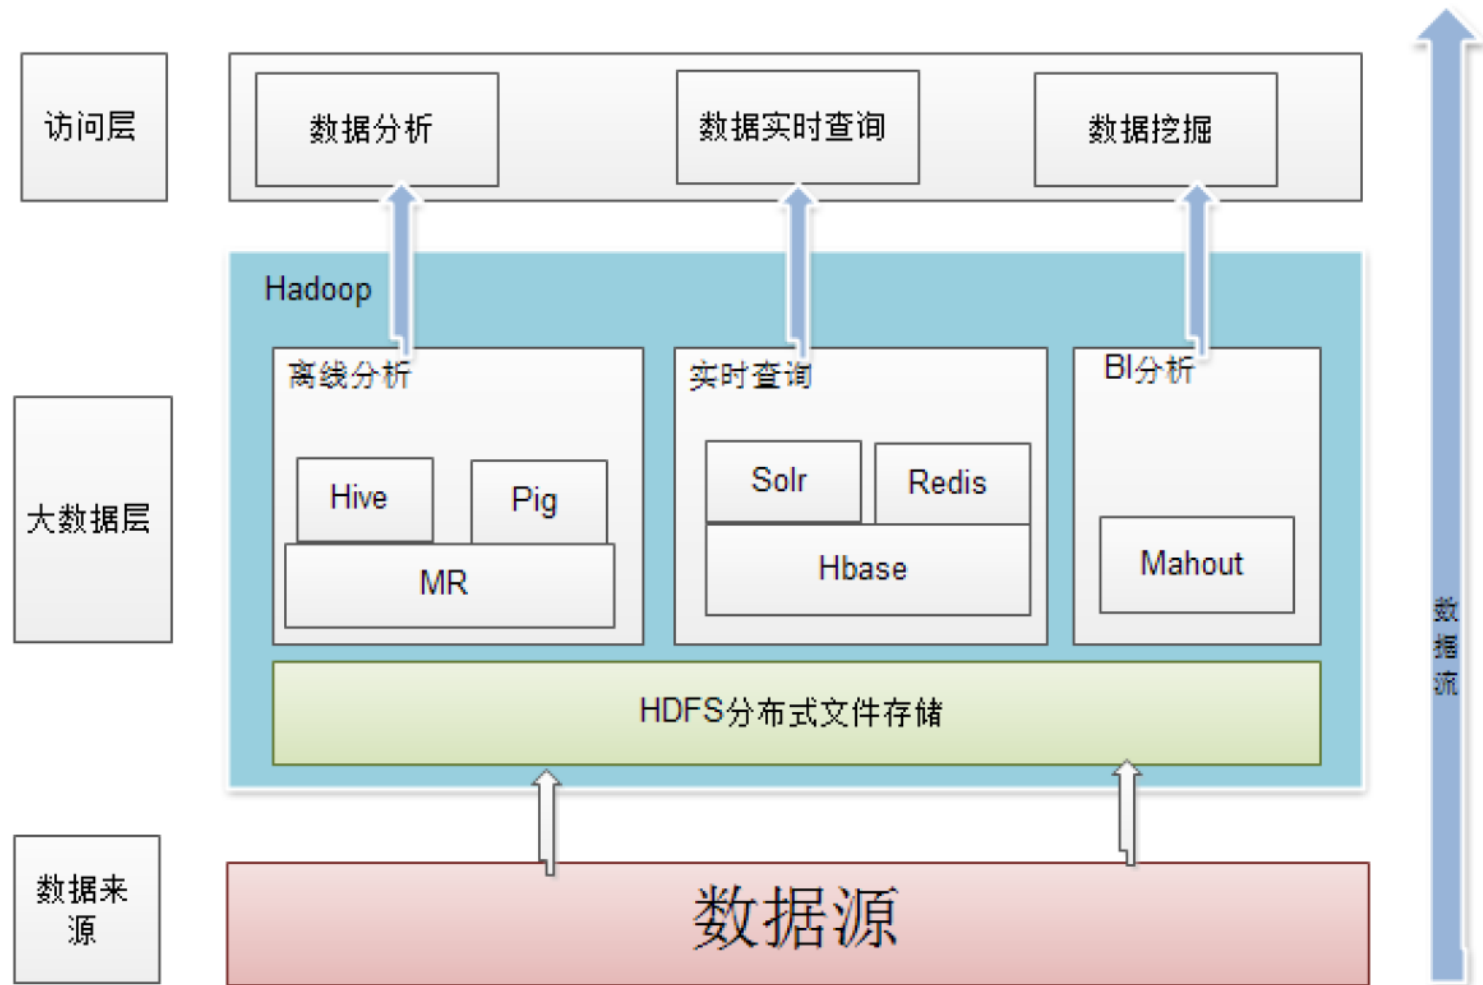 访问层
数据分析
数据实时查询
数据挖掘
Hadoop
离线分析
实时查询
BI分析
Hive
Pig
MR
Solr
Redis
Hbase
Mahout
大数据层
HDFS分布式文件存储
数据来
源
数据源
数
据
流